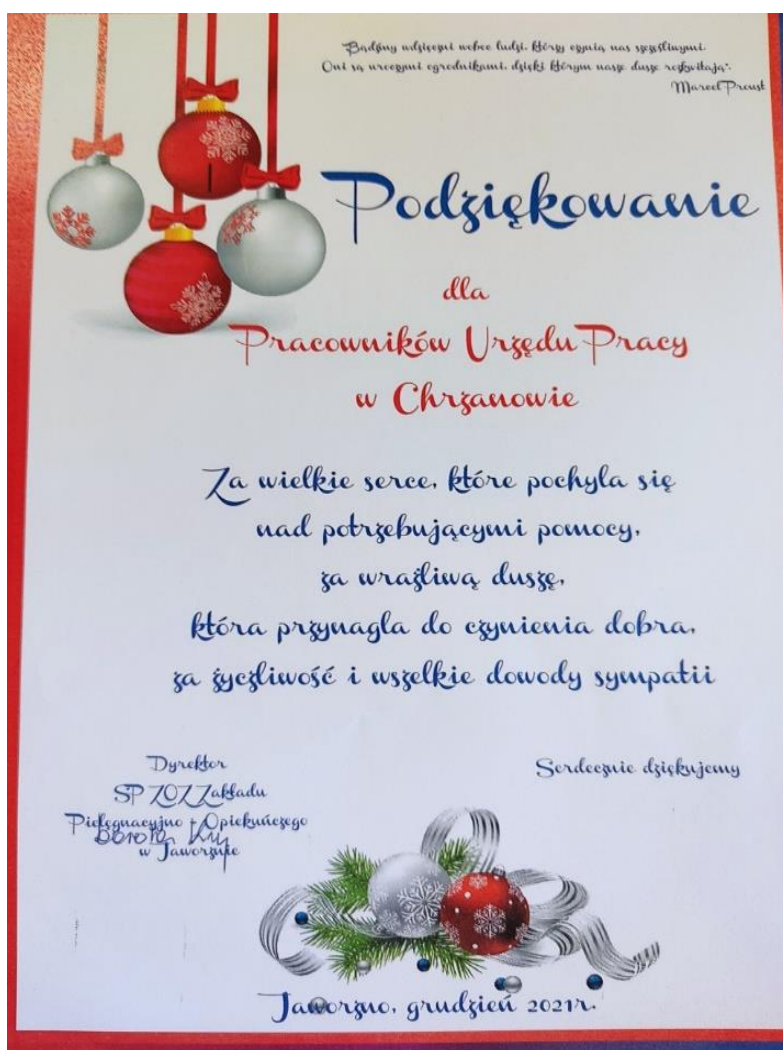 Bądźmy wdzięczni wobec ludzi, którzy czynią nas szczęśliwymi.
Oni są uroczymi ogrodnikami, dzięki którym nasze dusze rozkwitają".
Marcel Proust
Podziękowanie
dla
Pracowników Urzędu Pracy
w Chrzanowie
Za wielkie serce, które pochyla się
nad potrzebującymi pomocy,
za wrażliwą duszę,
która przynagla do czynienia dobra,
za życzliwość i wszelkie dowody sympatii
Serdecznie dziękujemy
Dyrektor
SP ZOZ Zakładu
Pielęgnacyjno - Opiekuńczego
Dorota
w Jaworznie
Jaworzno, grudzień 2021r.